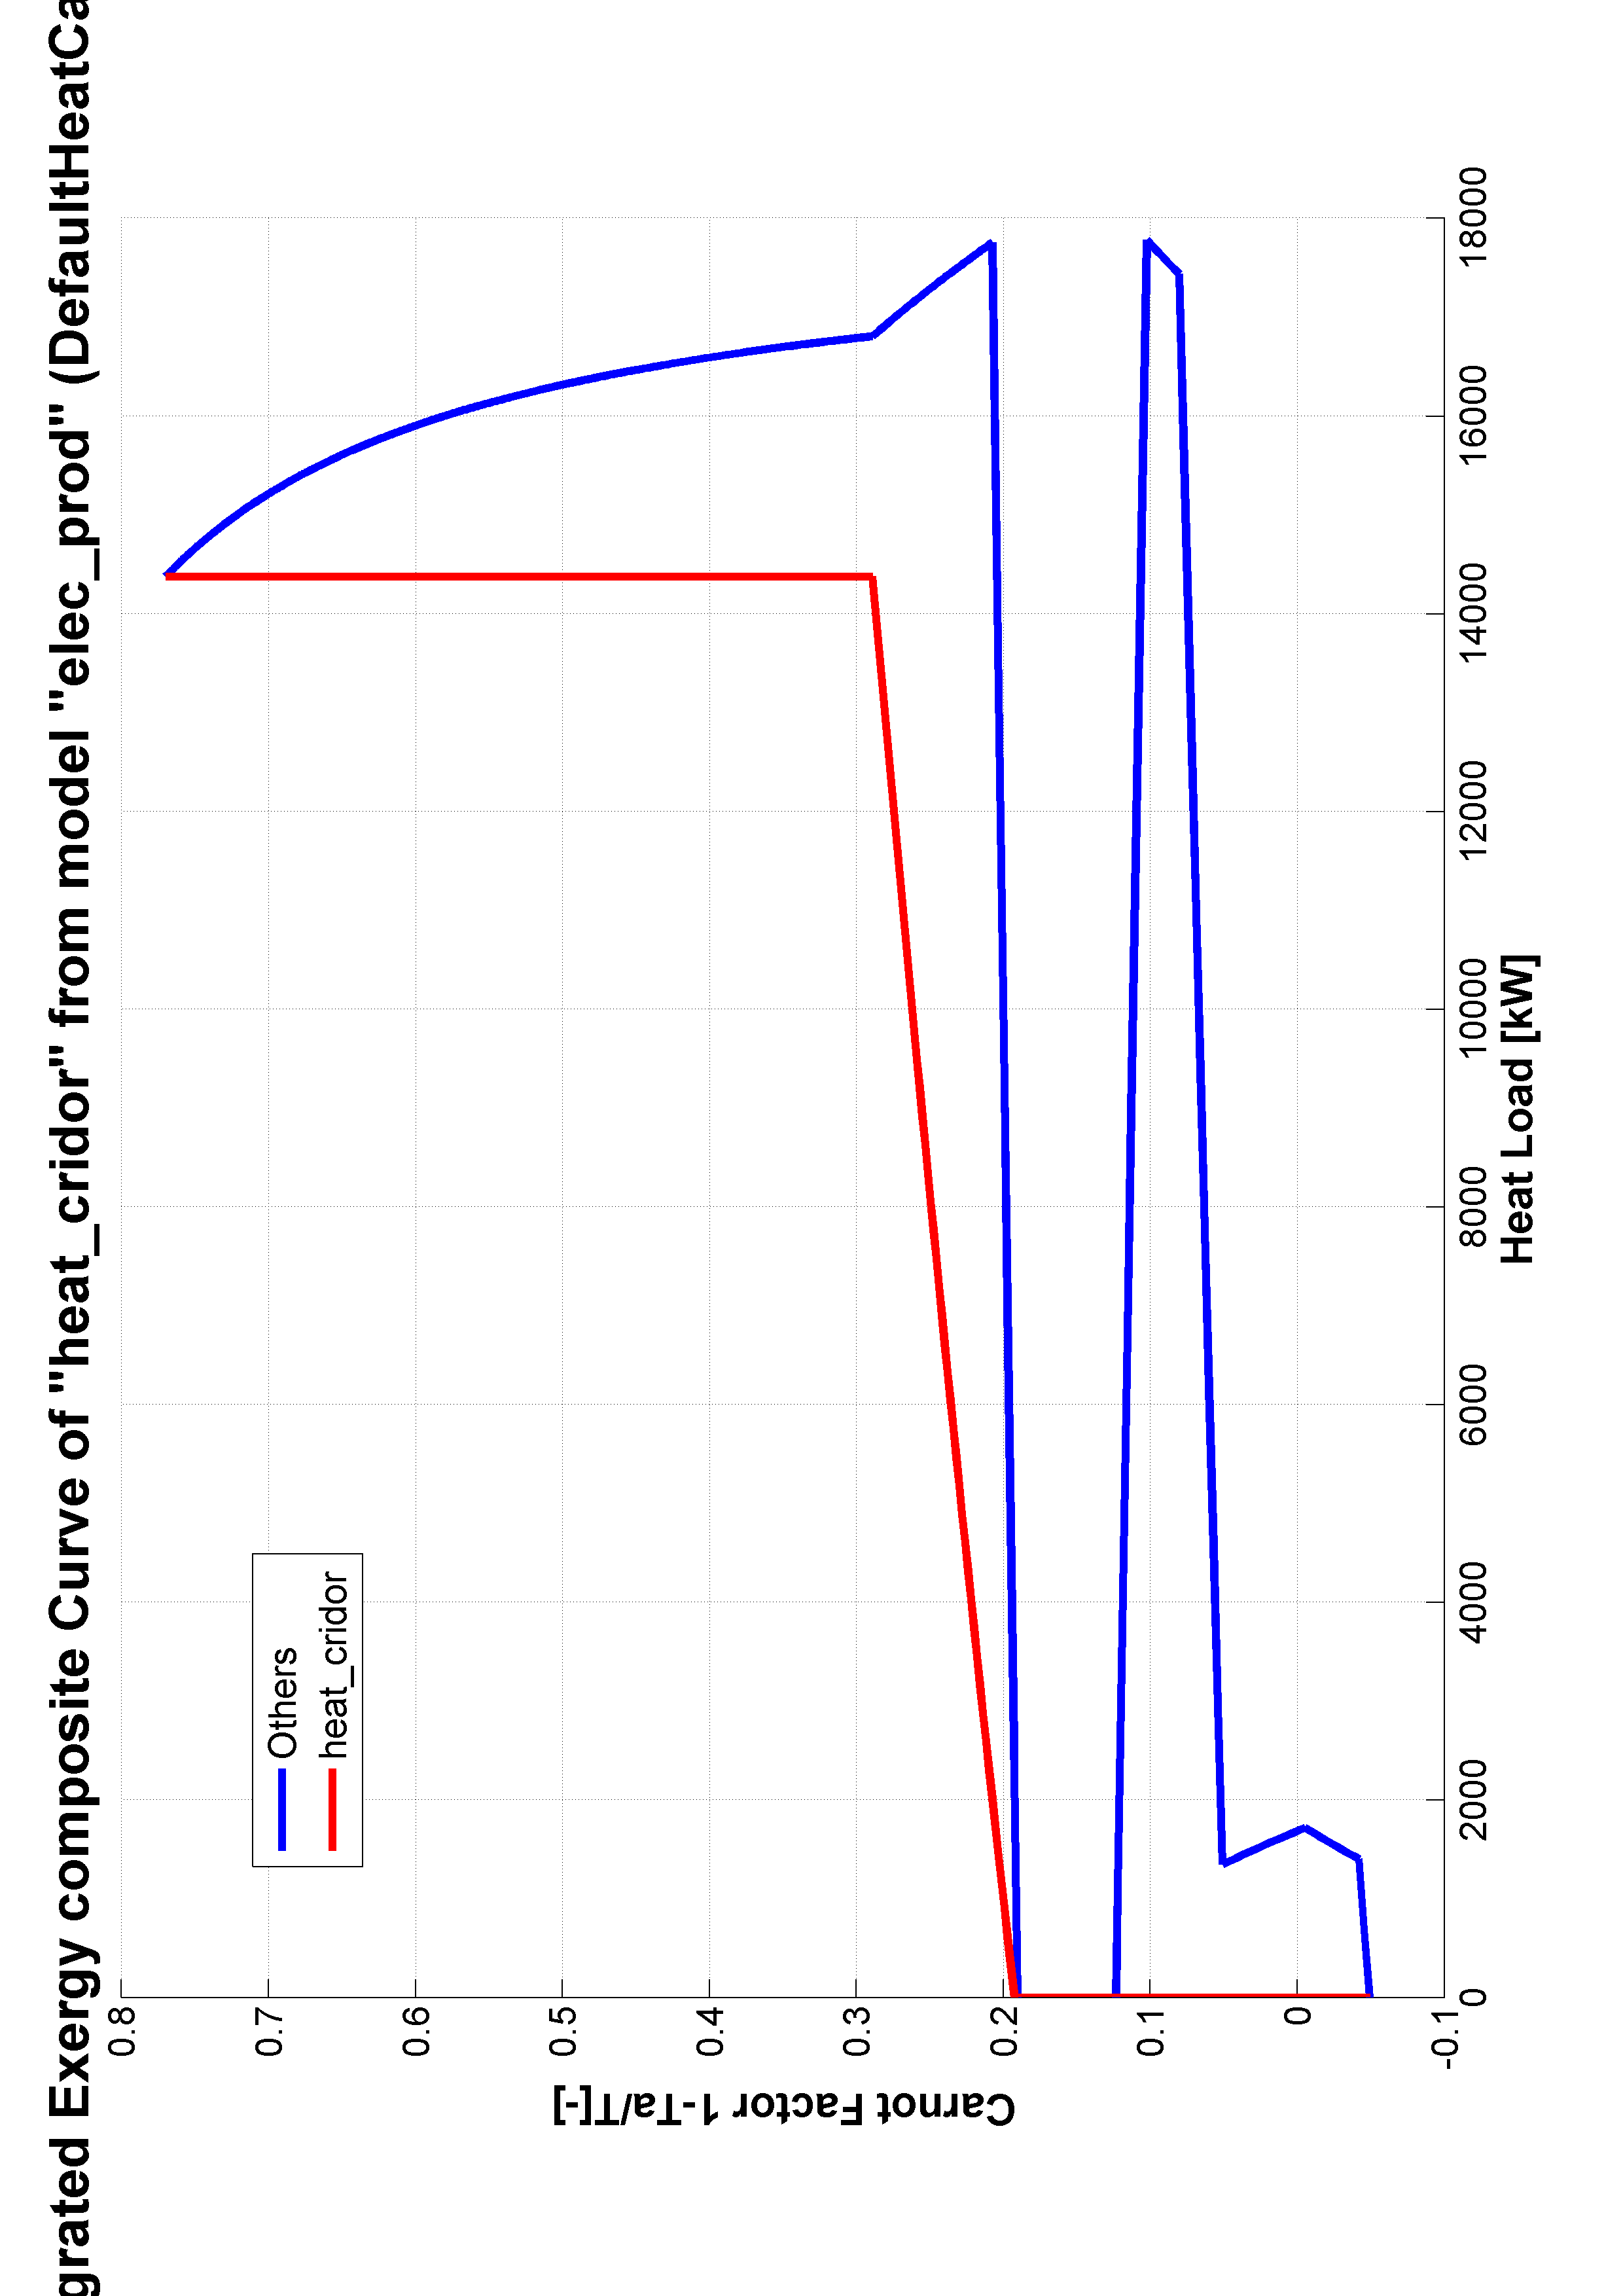 grated Exergy composite Curve of "heat_cridor" from model "elec_prod" (DefaultHeatCa
Others
heat_cridor
Carnot Factor 1-Ta/T[-]
0.8
0.7
0.6
0.5
0.4
0.3
0.2
0.1
0
-0.1
0 2000 4000 6000 8000 10000 12000 14000 16000 18000
Heat Load [kW]